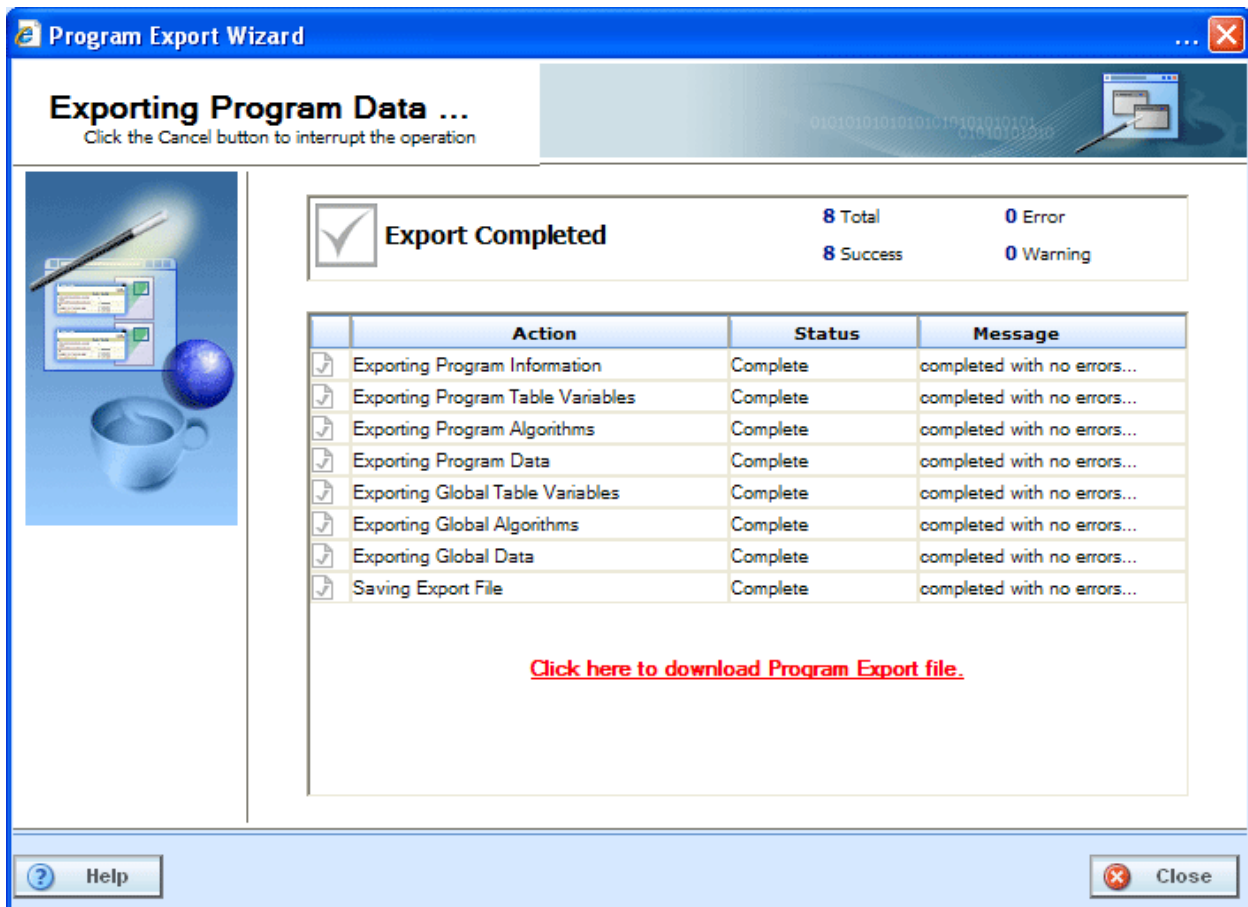 Program Export Wizard ...
Exporting Program Data ...
Click the Cancel button to interrupt the operation
Export Completed
8 Total 0 Error
8 Success 0 Warning
Action Status Message
Exporting Program Information Complete completed with no errors...
Exporting Program Table Variables Complete completed with no errors...
Exporting Program Algorithms Complete completed with no errors...
Exporting Program Data Complete completed with no errors...
Exporting Global Table Variables Complete completed with no errors...
Exporting Global Algorithms Complete completed with no errors...
Exporting Global Data Complete completed with no errors...
Saving Export File Complete completed with no errors...
Click here to download Program Export file.
Help Close